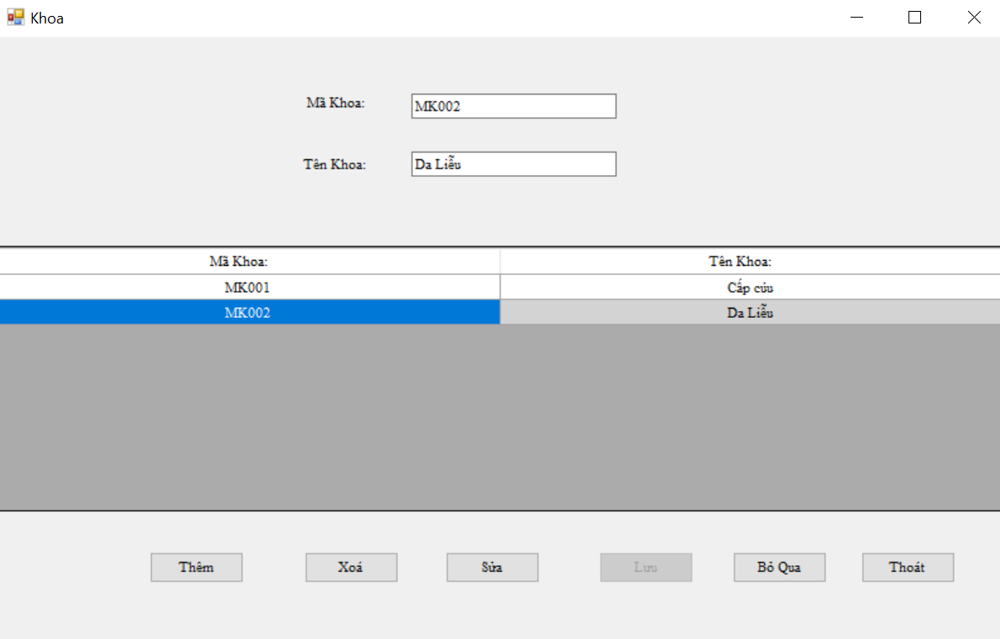 Khoa
Mã Khoa: MK002
Tên Khoa: Da Liễu
Mã Khoa: Tên Khoa:
MK001 Cấp cứu
MK002 Da Liễu
Thêm Xoá Sửa Lưu Bỏ Qua Thoát